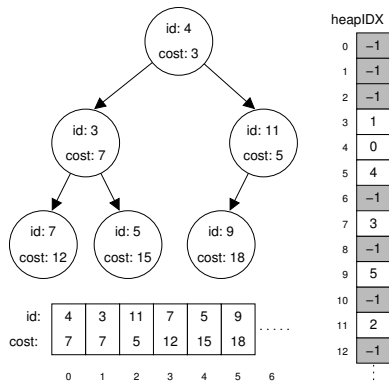 id: 4
cost: 3
id: 3
cost: 7
id: 11
cost: 5
id: 7
cost: 12
id: 5
cost: 15
id: 9
cost: 18
id: 4 3 11 7 5 9
cost: 7 7 5 12 15 18
.....
0 1 2 3 4 5 6
heapIDX
0 −1
1 −1
2 −1
3 1
4 0
5 4
6 −1
7 3
8 −1
9 5
10 −1
11 2
12 −1